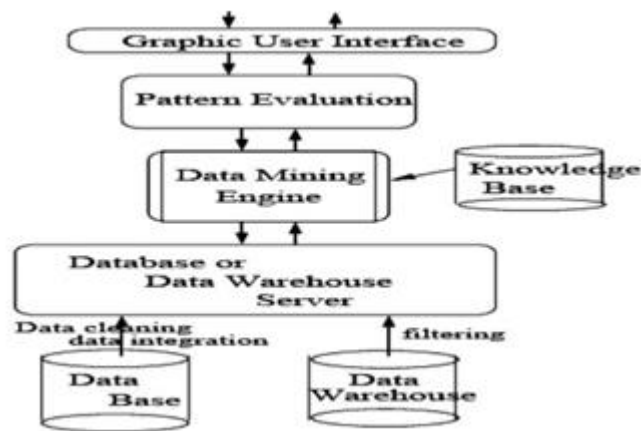 Graphic User Interface
Pattern Evaluation
Data Mining
Engine
Knowledge
Base
Database or
Data Warehouse
Server
Data cleaning
data integration
filtering
Data
Base
Data
Warehouse